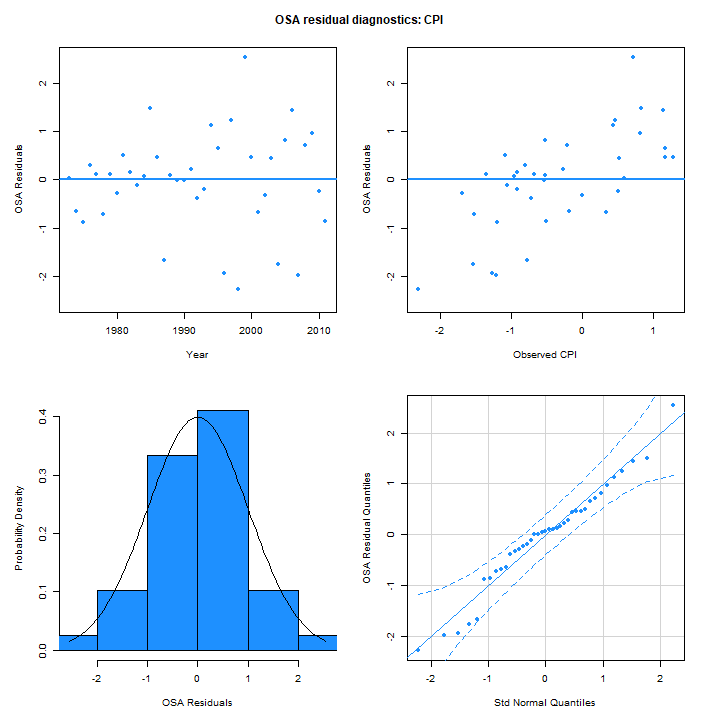 OSA residual diagnostics: CPI
OSA Residuals
2
1
0
-1
-2
1980 1990 2000 2010
Year
OSA Residuals
2
1
0
-1
-2
-2 -1 0 1
Observed CPI
Probability Density
0.4
0.3
0.2
0.1
0.0
-2 -1 0 1 2
OSA Residuals
OSA Residual Quantiles
2
1
0
-1
-2
-2 -1 0 1 2
Std Normal Quantiles